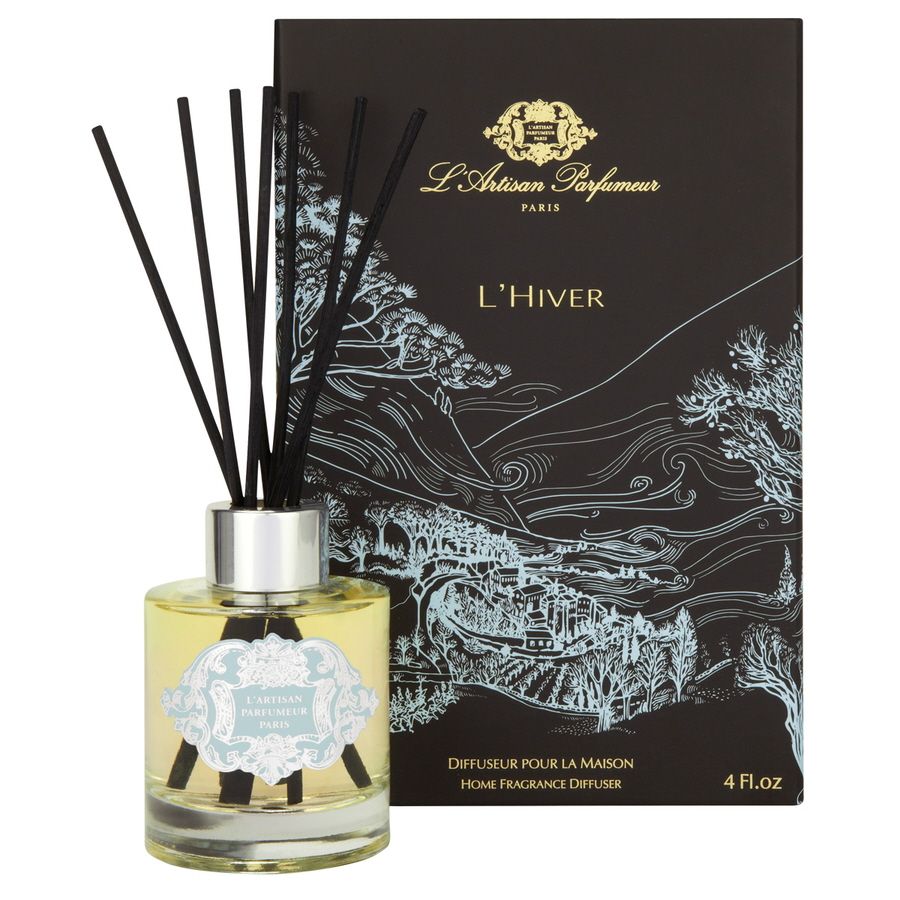 L'ARTISAN
PARFUMEUR
PARIS
L'Artisan Parfumeur
PARIS
L'HIVER
DIFFUSEUR POUR LA MAISON
HOME FRAGRANCE DIFFUSER
4 Fl.oz
L'ARTISAN
PARFUMEUR
PARIS